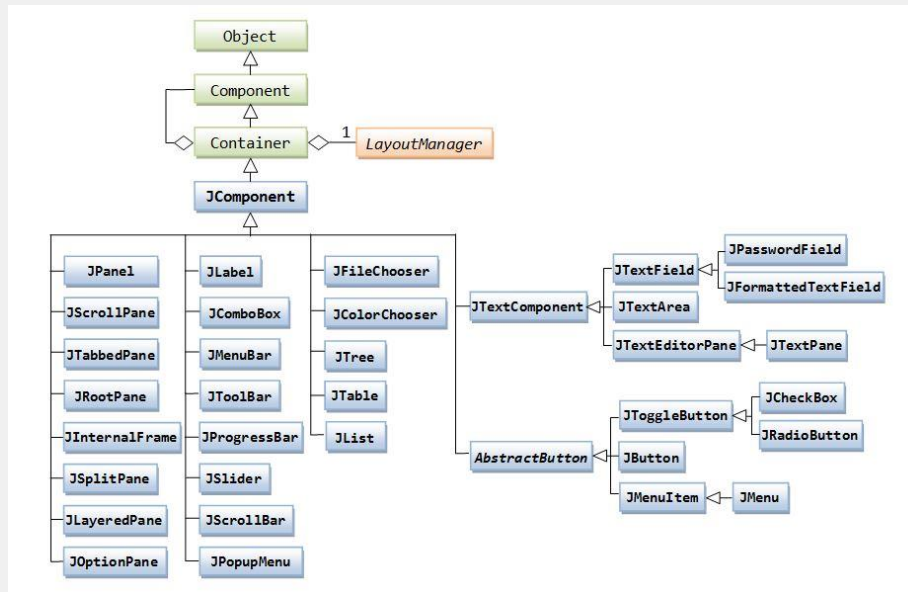 Object
Component
Container
1
LayoutManager
JComponent
JPanel
JScrollPane
JTabbedPane
JRootPane
JInternalFrame
JSplitPane
JLayeredPane
JOptionPane
JLabel
JComboBox
JMenuBar
JToolBar
JProgressBar
JSlider
JScrollBar
JPopupMenu
JFileChooser
JColorChooser
JTree
JTable
JList
JTextComponent
JTextField
JPasswordField
JFormattedTextField
JTextArea
JTextEditorPane
JTextPane
AbstractButton
JToggleButton
JCheckBox
JRadioButton
JButton
JMenuItem
JMenu